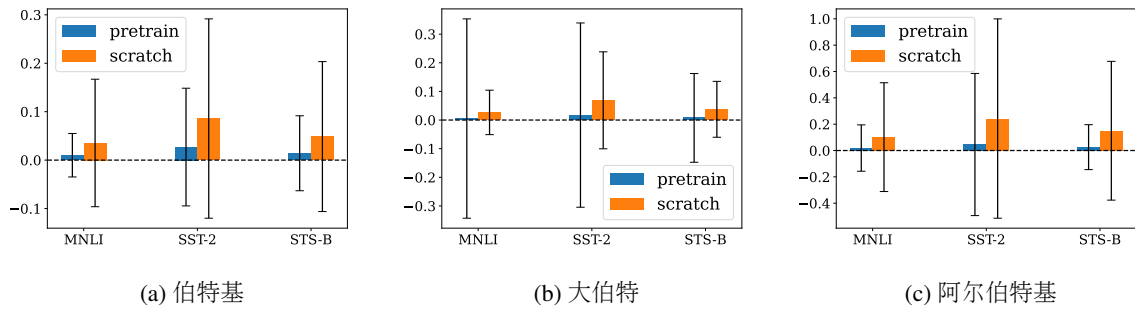 0.3
0.2
0.1
0.0
−0.1
pretrain
scratch
MNLI SST-2 STS-B
(a) 伯特基
0.3
0.2
0.1
0.0
−0.1
−0.2
−0.3
pretrain
scratch
MNLI SST-2 STS-B
(b) 大伯特
1.0
0.8
0.6
0.4
0.2
0.0
−0.2
−0.4
pretrain
scratch
MNLI SST-2 STS-B
(c) 阿尔伯特基